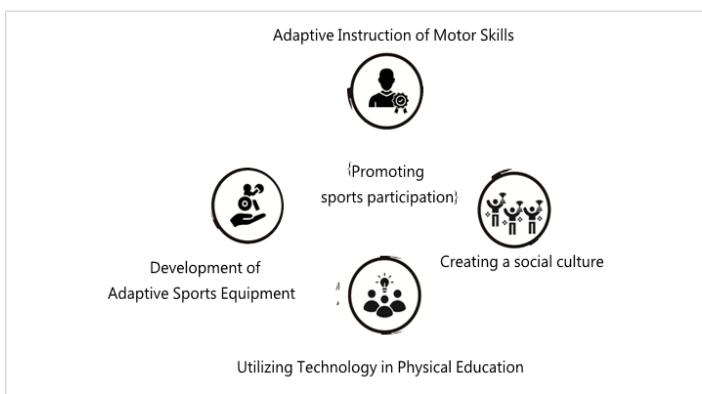 Adaptive Instruction of Motor Skills
{Promoting
sports participation}
Creating a social culture
Development of
Adaptive Sports Equipment
Utilizing Technology in Physical Education